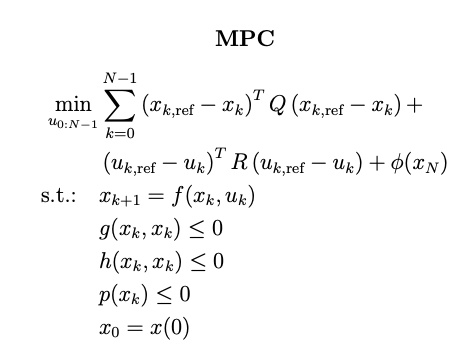 MPC
min_{u_{0:N−1}} ∑_{k=0}^{N−1} (x_{k,ref} − x_k)^T Q (x_{k,ref} − x_k) +
(u_{k,ref} − u_k)^T R (u_{k,ref} − u_k) + ϕ(x_N)
s.t.: x_{k+1} = f(x_k, u_k)
g(x_k, x_k) ≤ 0
h(x_k, x_k) ≤ 0
p(x_k) ≤ 0
x_0 = x(0)